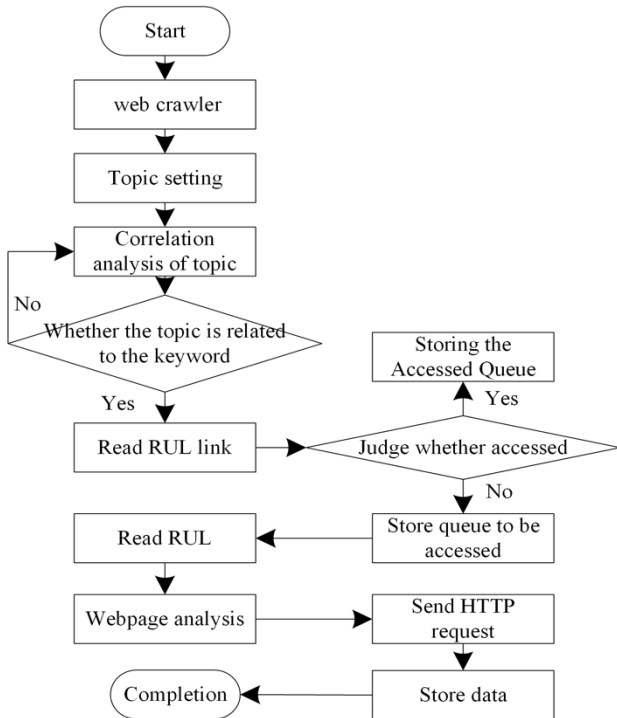 Start
web crawler
Topic setting
Correlation
analysis of topic
No
Whether the topic is related
to the keyword
Yes
Read RUL link
Storing the
Accessed Queue
Yes
Judge whether accessed
No
Store queue to be
accessed
Read RUL
Webpage analysis
Send HTTP
request
Store data
Completion